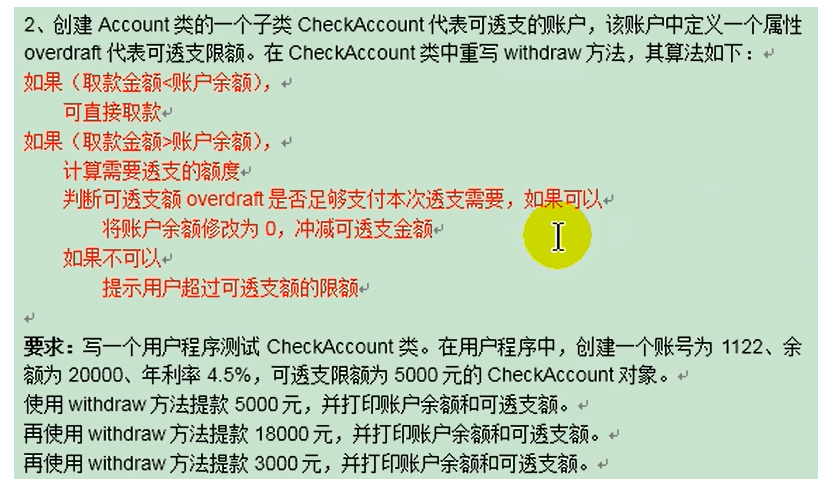 2、创建 Account 类的一个子类 CheckAccount 代表可透支的账户，该账户中定义一个属性
overdraft 代表可透支限额。在 CheckAccount 类中重写 withdraw 方法，其算法如下：
如果（取款金额<账户余额），
可直接取款
如果（取款金额>账户余额），
计算需要透支的额度
判断可透支额 overdraft 是否足够支付本次透支需要，如果可以
将账户余额修改为 0，冲减可透支金额
如果不可以
提示用户超过可透支额的限额
要求：写一个用户程序测试 CheckAccount 类。在用户程序中，创建一个账号为 1122、余
额为 20000、年利率 4.5%，可透支限额为 5000 元的 CheckAccount 对象。
使用 withdraw 方法提款 5000 元，并打印账户余额和可透支额。
再使用 withdraw 方法提款 18000 元，并打印账户余额和可透支额。
再使用 withdraw 方法提款 3000 元，并打印账户余额和可透支额。